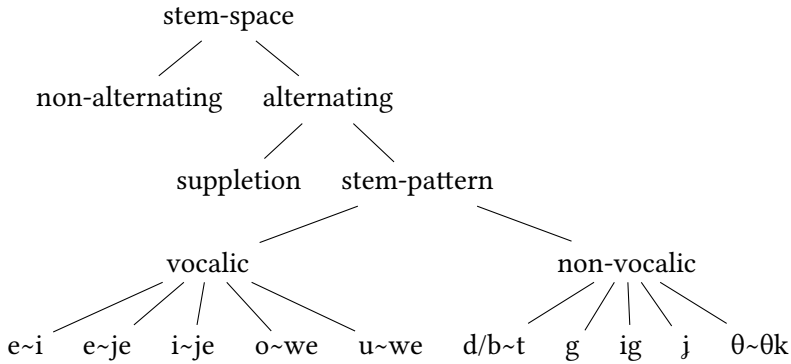 stem-space
non-alternating alternating
suppletion stem-pattern
vocalic non-vocalic
e~i e~je i~je o~we u~we d/b~t g ig ɟ θ~θk